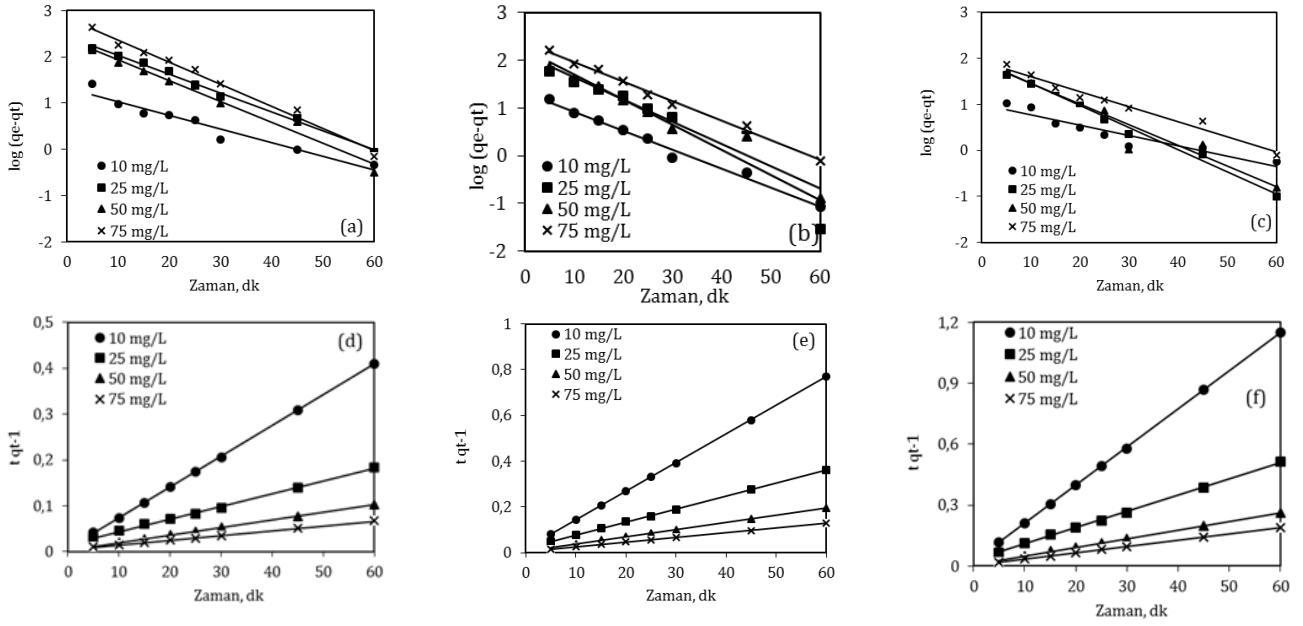 3
2
1
0
-1
-2
log (qe-qt)
10 mg/L
25 mg/L
50 mg/L
75 mg/L
(a)
0 10 20 30 40 50 60
Zaman, dk
3
2
1
0
-1
-2
log (qe-qt)
10 mg/L
25 mg/L
50 mg/L
75 mg/L
(b)
0 10 20 30 40 50 60
Zaman, dk
3
2
1
0
-1
-2
log (qe-qt)
10 mg/L
25 mg/L
50 mg/L
75 mg/L
(c)
0 10 20 30 40 50 60
Zaman, dk
0,5
0,4
0,3
0,2
0,1
0
t qt-1
10 mg/L
25 mg/L
50 mg/L
75 mg/L
(d)
0 10 20 30 40 50 60
Zaman, dk
1
0,8
0,6
0,4
0,2
0
t qt-1
10 mg/L
25 mg/L
50 mg/L
75 mg/L
(e)
0 10 20 30 40 50 60
Zaman, dk
1,2
0,9
0,6
0,3
0
t qt-1
10 mg/L
25 mg/L
50 mg/L
75 mg/L
(f)
0 10 20 30 40 50 60
Zaman, dk